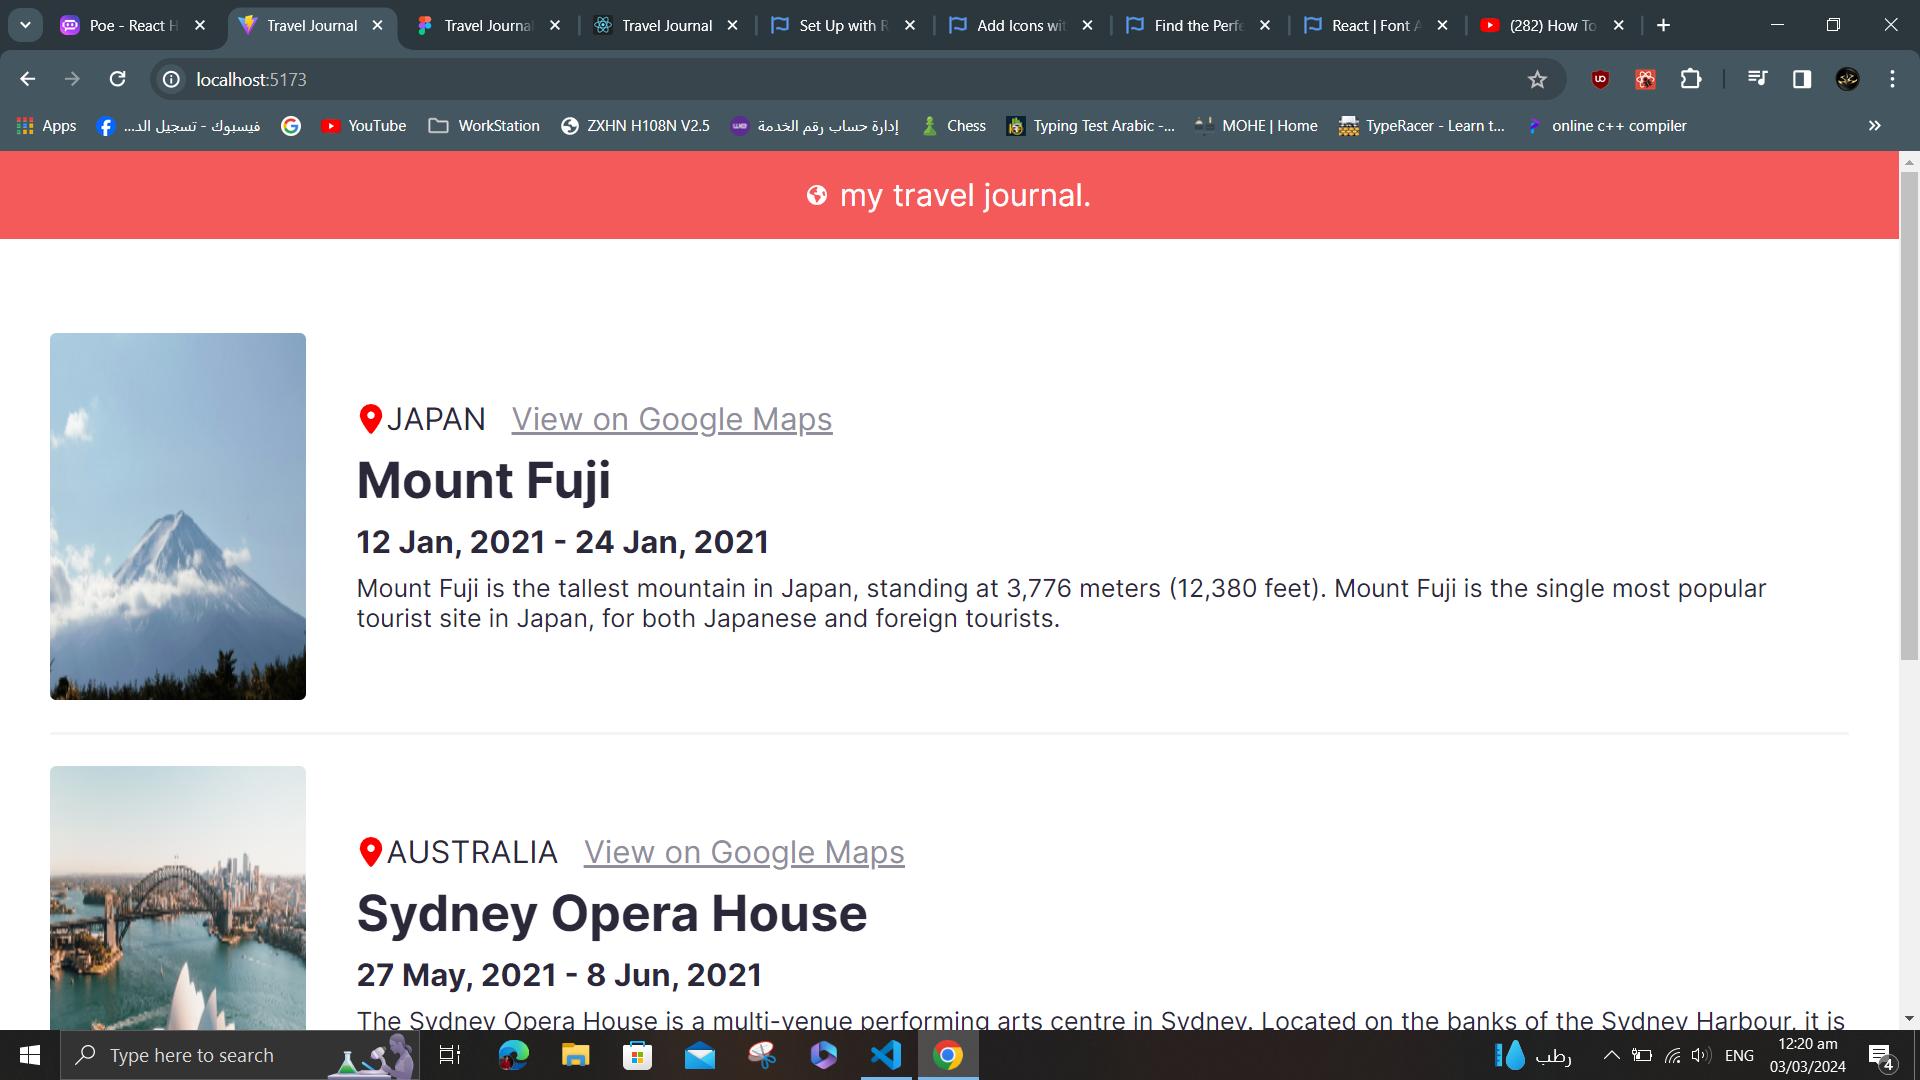 Poe - React H
Travel Journal
Travel Journal
Travel Journal
Set Up with R
Add Icons wit
Find the Perfe
React | Font A
(282) How To
localhost:5173
Apps
فيسبوك - تسجيل الد...
YouTube
WorkStation
ZXHN H108N V2.5
إدارة حساب رقم الخدمة
Chess
Typing Test Arabic -...
MOHE | Home
TypeRacer - Learn t...
online c++ compiler
my travel journal.
JAPAN View on Google Maps
Mount Fuji
12 Jan, 2021 - 24 Jan, 2021
Mount Fuji is the tallest mountain in Japan, standing at 3,776 meters (12,380 feet). Mount Fuji is the single most popular
tourist site in Japan, for both Japanese and foreign tourists.
AUSTRALIA View on Google Maps
Sydney Opera House
27 May, 2021 - 8 Jun, 2021
The Sydney Opera House is a multi-venue performing arts centre in Sydney. Located on the banks of the Sydney Harbour, it is
Type here to search
رطب
ENG
12:20 am
03/03/2024
4